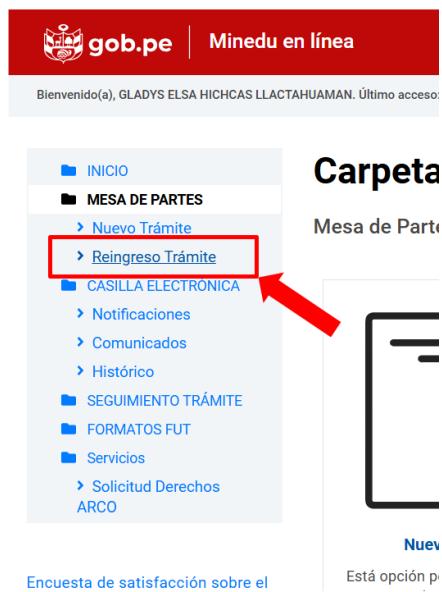 gob.pe Minedu en línea
Bienvenido(a), GLADYS ELSA HICHCAS LLACTAHUAMAN. Último acceso:
INICIO
MESA DE PARTES
Nuevo Trámite
Reingreso Trámite
CASILLA ELECTRÓNICA
Notificaciones
Comunicados
Histórico
SEGUIMIENTO TRÁMITE
FORMATOS FUT
Servicios
Solicitud Derechos
ARCO
Encuesta de satisfacción sobre el
Carpeta
Mesa de Parte
Nuev
Está opción p